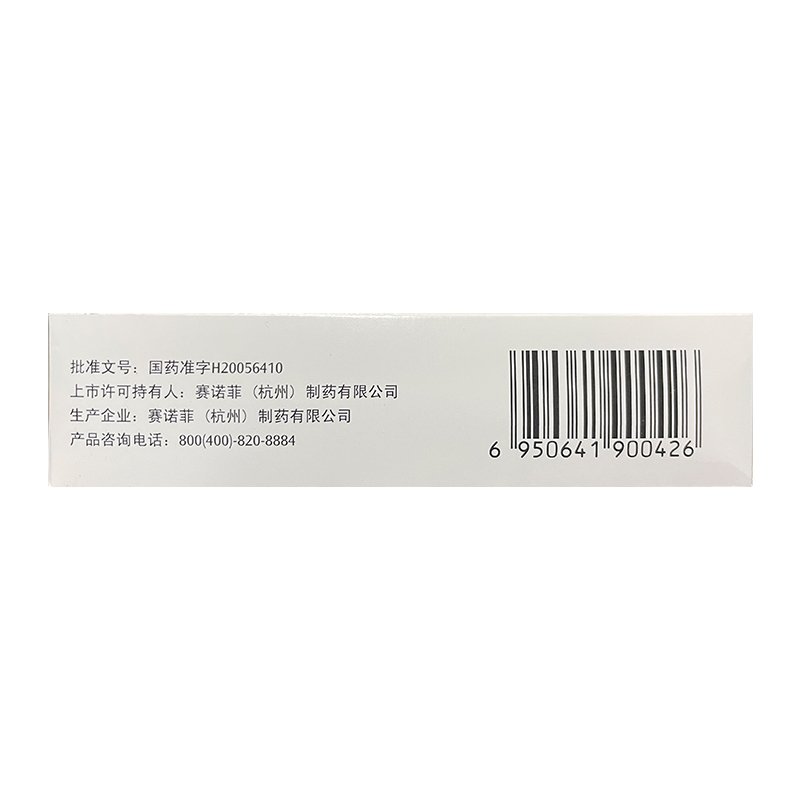 批准文号：国药准字H20056410
上市许可持有人：赛诺菲（杭州）制药有限公司
生产企业：赛诺菲（杭州）制药有限公司
产品咨询电话：800(400)-820-8884
6 950641 900426